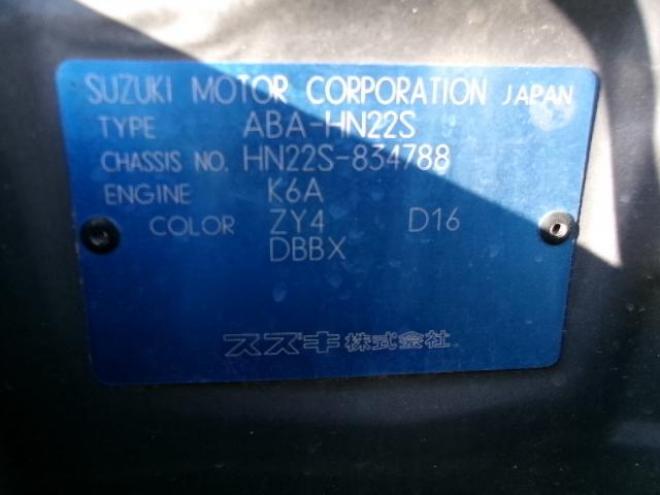 SUZUKI MOTOR CORPORATION JAPAN
TYPE ABA-HN22S
CHASSIS NO. HN22S-834788
ENGINE K6A
COLOR ZY4 D16
DBBX
スズキ株式会社